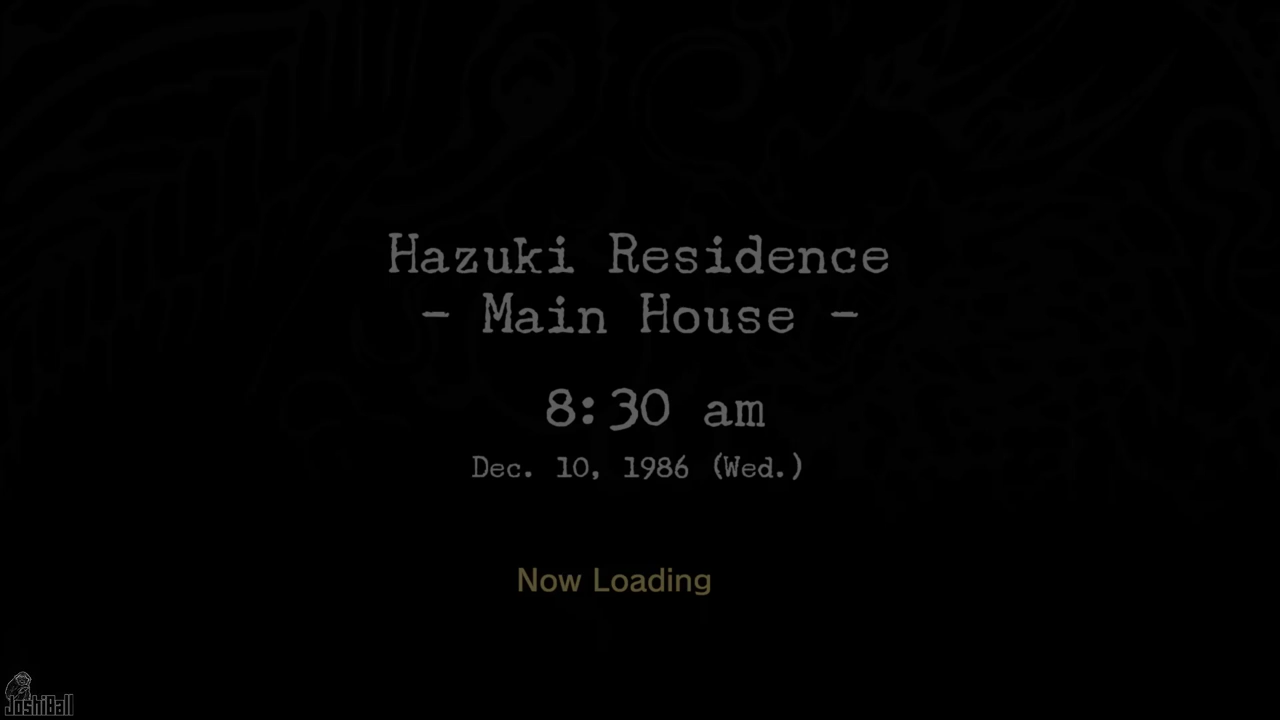 Hazuki Residence
- Main House -
8:30 am
Dec. 10, 1986 (Wed.)
Now Loading
JoshiBall